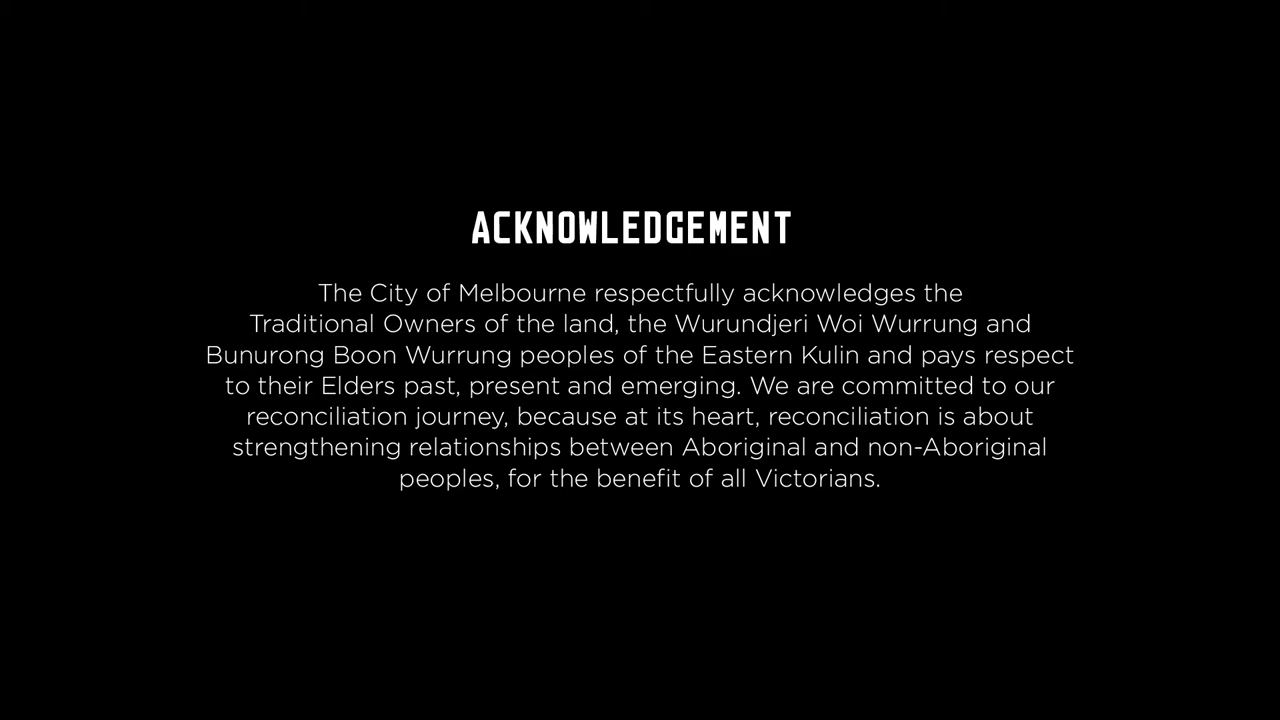 ACKNOWLEDGEMENT
The City of Melbourne respectfully acknowledges the
Traditional Owners of the land, the Wurundjeri Woi Wurrung and
Bunurong Boon Wurrung peoples of the Eastern Kulin and pays respect
to their Elders past, present and emerging. We are committed to our
reconciliation journey, because at its heart, reconciliation is about
strengthening relationships between Aboriginal and non-Aboriginal
peoples, for the benefit of all Victorians.